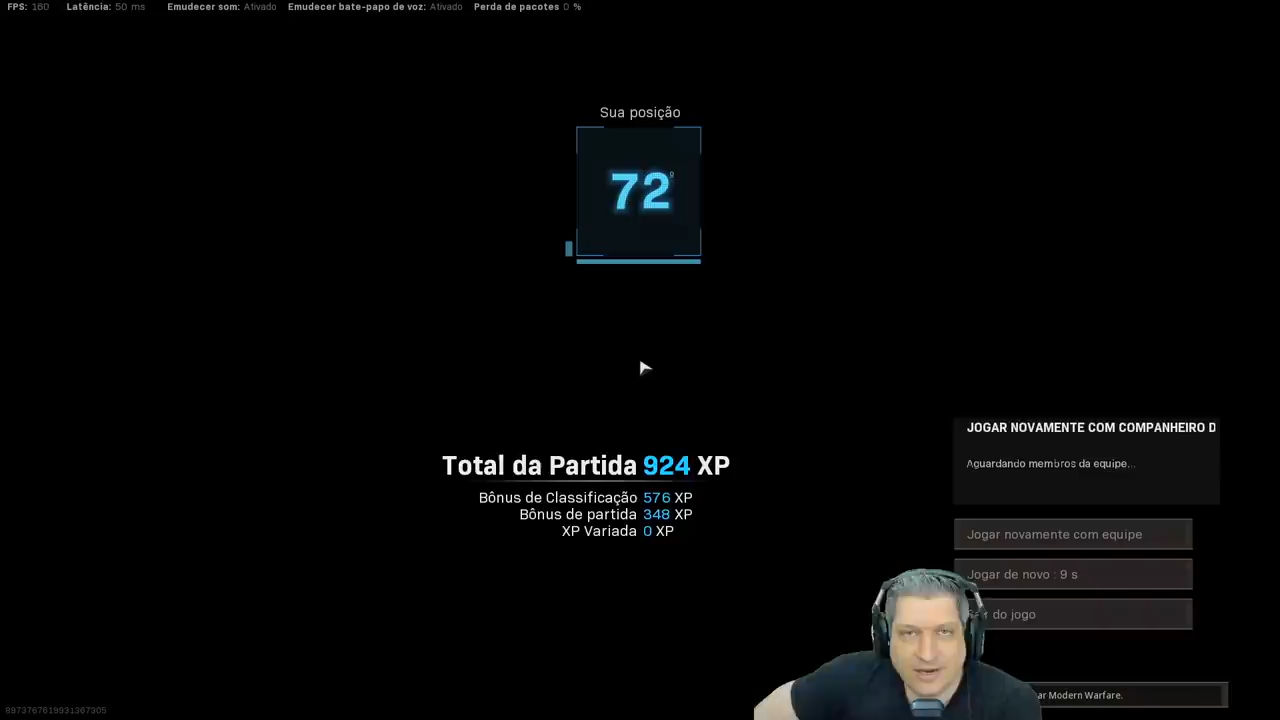 FPS: 180 Latência: 50 ms Emudecer som: Ativado Emudecer bate-papo de voz: Ativado Perda de pacotes 0 %
Sua posição
72º
Total da Partida 924 XP
Bônus de Classificação 576 XP
Bônus de partida 348 XP
XP Variada 0 XP
JOGAR NOVAMENTE COM COMPANHEIRO D
Aguardando membros da equipe...
Jogar novamente com equipe
Jogar de novo : 9 s
do jogo
Modern Warfare.